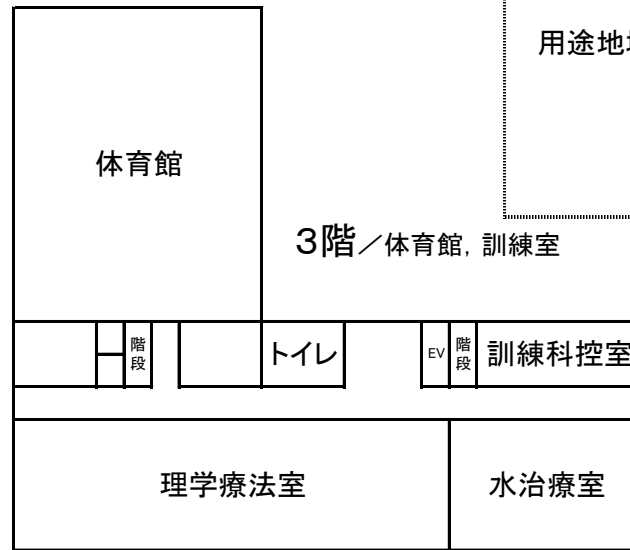 用途地
体育館
3階/体育館, 訓練室
階段
トイレ
EV
階段
訓練科控室
理学療法室
水治療室